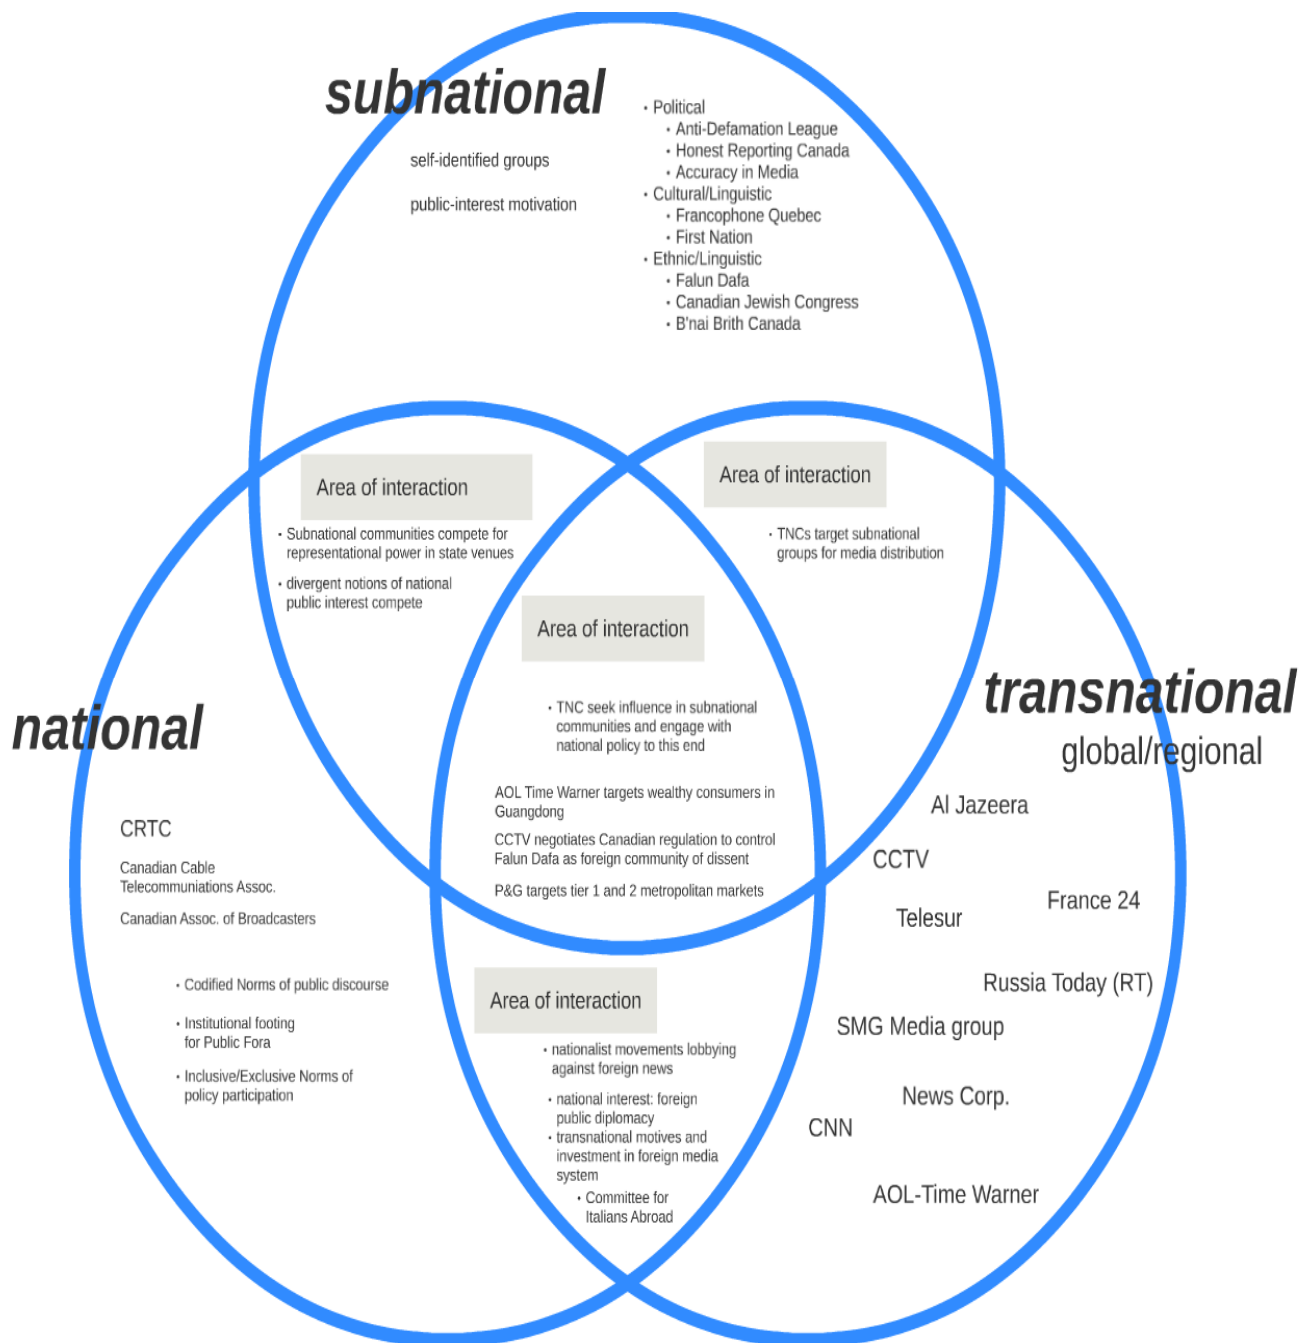 subnational
self-identified groups
public-interest motivation
• Political
• Anti-Defamation League
• Honest Reporting Canada
• Accuracy in Media
• Cultural/Linguistic
• Francophone Quebec
• First Nation
• Ethnic/Linguistic
• Falun Dafa
• Canadian Jewish Congress
• B'nai Brith Canada
Area of interaction
• Subnational communities compete for
representational power in state venues
• divergent notions of national
public interest compete
Area of interaction
• TNCs target subnational
groups for media distribution
Area of interaction
• TNC seek influence in subnational
communities and engage with
national policy to this end
AOL Time Warner targets wealthy consumers in
Guangdong
CCTV negotiates Canadian regulation to control
Falun Dafa as foreign community of dissent
P&G targets tier 1 and 2 metropolitan markets
national
CRTC
Canadian Cable
Telecommuniations Assoc.
Canadian Assoc. of Broadcasters
• Codified Norms of public discourse
• Institutional footing
for Public Fora
• Inclusive/Exclusive Norms of
policy participation
Area of interaction
• nationalist movements lobbying
against foreign news
• national interest: foreign
public diplomacy
• transnational motives and
investment in foreign media
system
• Committee for
Italians Abroad
transnational
global/regional
Al Jazeera
CCTV
France 24
Telesur
Russia Today (RT)
SMG Media group
News Corp.
CNN
AOL-Time Warner